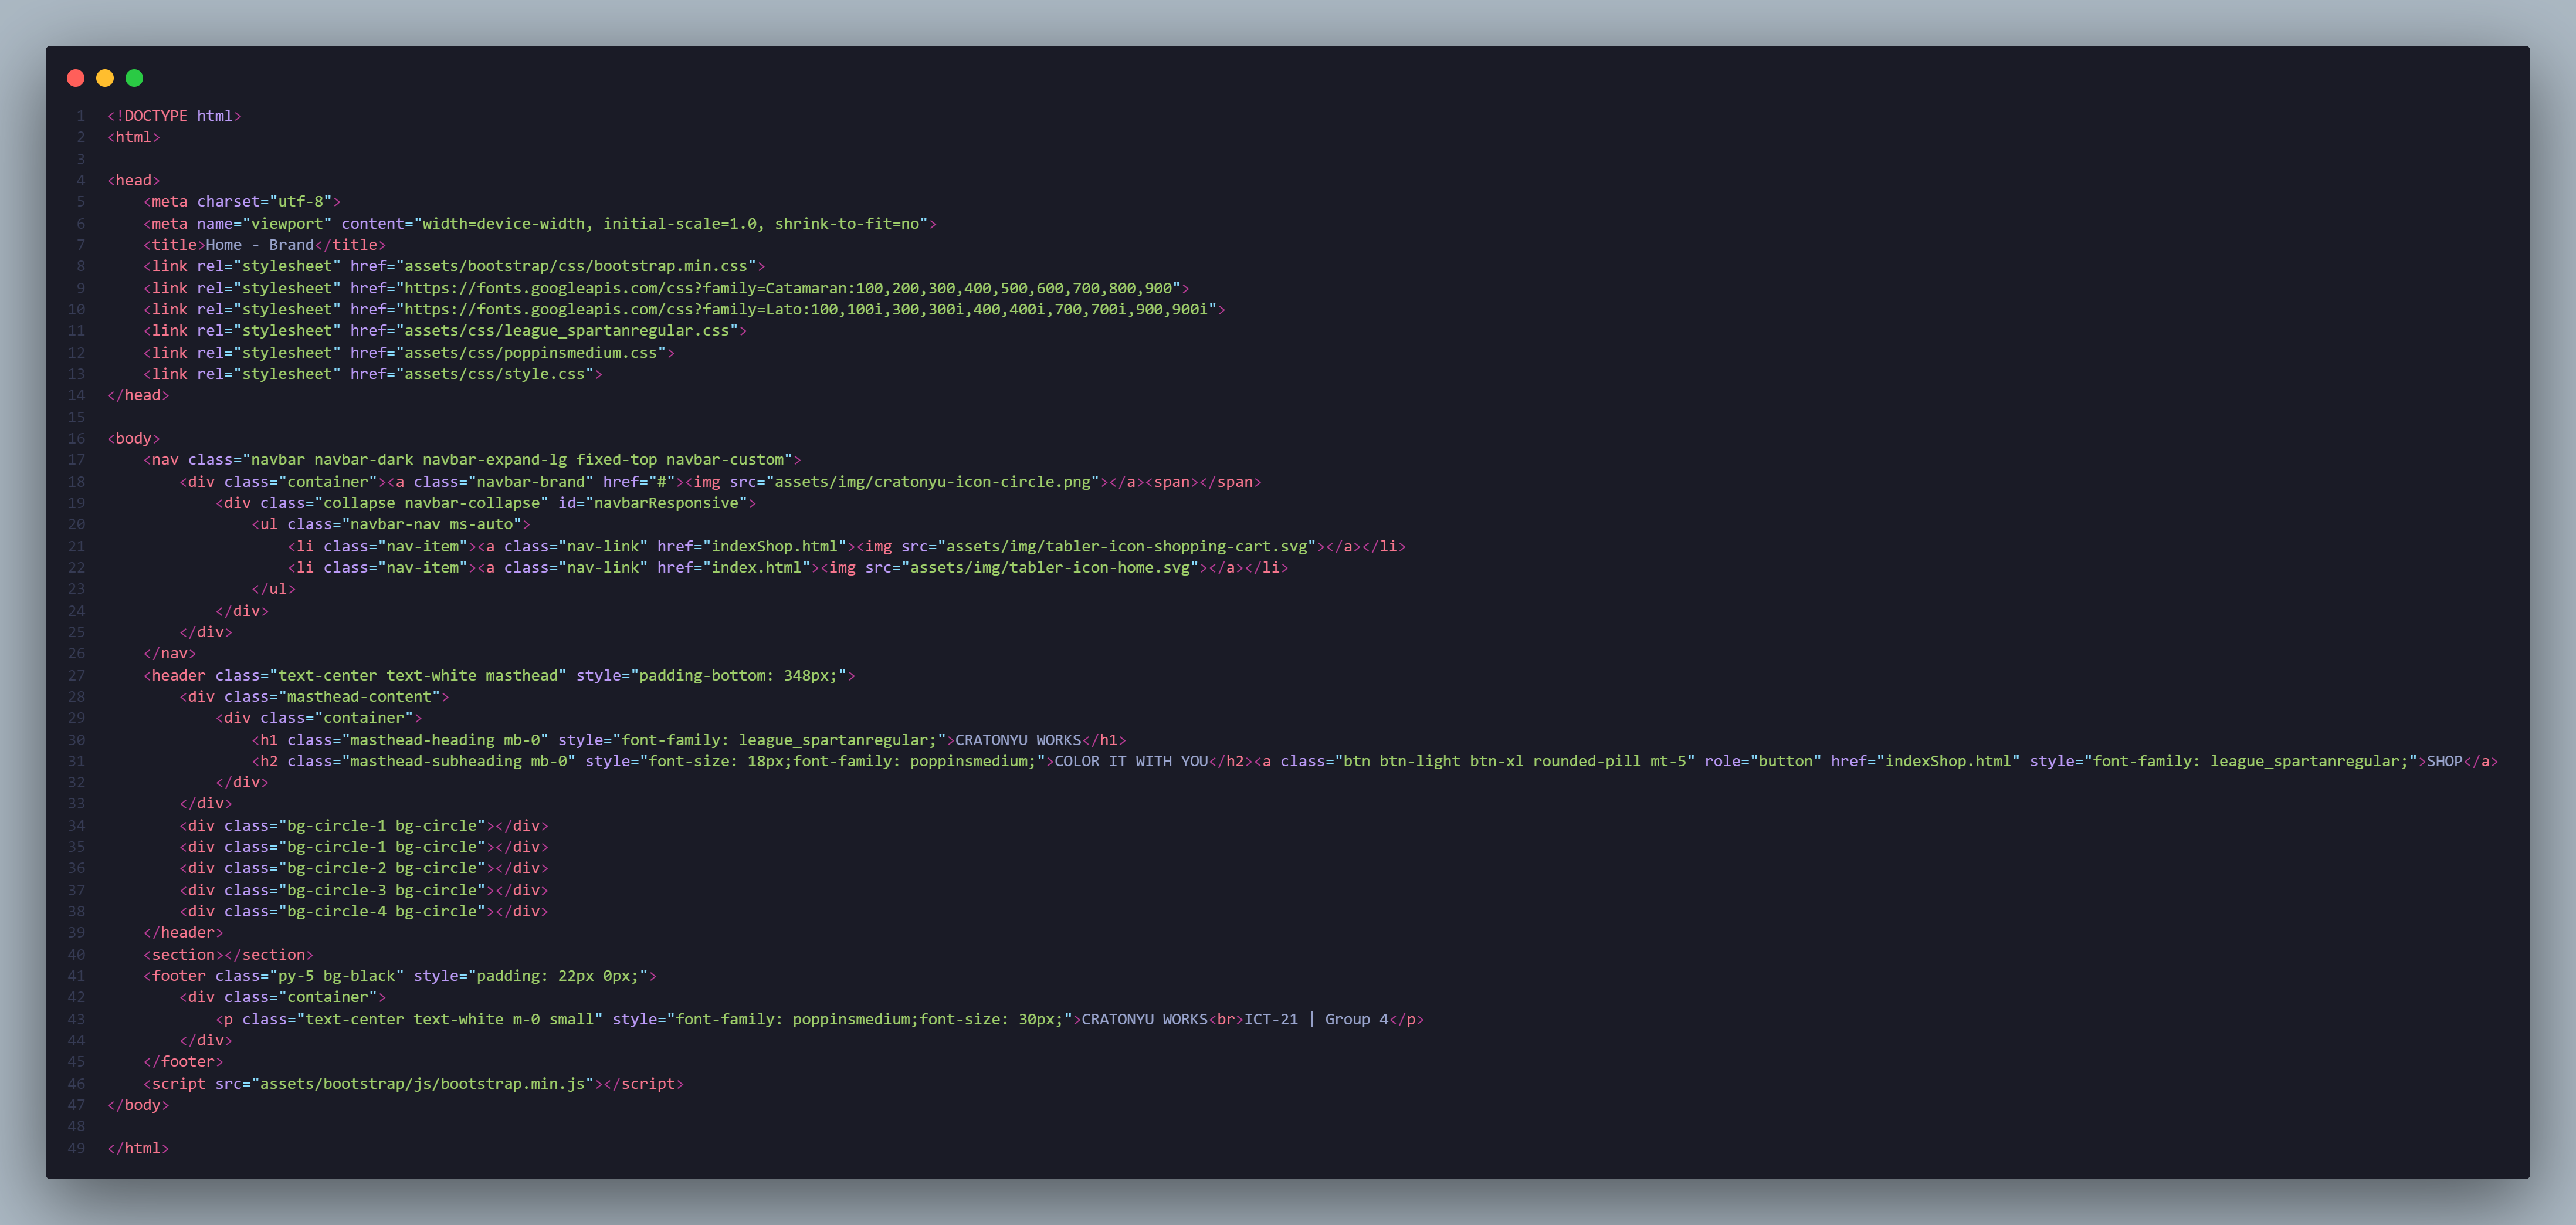 1 <!DOCTYPE html>
2 <html>
3
4 <head>
5     <meta charset="utf-8">
6     <meta name="viewport" content="width=device-width, initial-scale=1.0, shrink-to-fit=no">
7     <title>Home - Brand</title>
8     <link rel="stylesheet" href="assets/bootstrap/css/bootstrap.min.css">
9     <link rel="stylesheet" href="https://fonts.googleapis.com/css?family=Catamaran:100,200,300,400,500,600,700,800,900">
10     <link rel="stylesheet" href="https://fonts.googleapis.com/css?family=Lato:100,100i,300,300i,400,400i,700,700i,900,900i">
11     <link rel="stylesheet" href="assets/css/league_spartanregular.css">
12     <link rel="stylesheet" href="assets/css/poppinsmedium.css">
13     <link rel="stylesheet" href="assets/css/style.css">
14 </head>
15
16 <body>
17     <nav class="navbar navbar-dark navbar-expand-lg fixed-top navbar-custom">
18         <div class="container"><a class="navbar-brand" href="#"><img src="assets/img/cratonyu-icon-circle.png"></a><span></span>
19             <div class="collapse navbar-collapse" id="navbarResponsive">
20                 <ul class="navbar-nav ms-auto">
21                     <li class="nav-item"><a class="nav-link" href="indexShop.html"><img src="assets/img/tabler-icon-shopping-cart.svg"></a></li>
22                     <li class="nav-item"><a class="nav-link" href="index.html"><img src="assets/img/tabler-icon-home.svg"></a></li>
23                 </ul>
24             </div>
25         </div>
26     </nav>
27     <header class="text-center text-white masthead" style="padding-bottom: 348px;">
28         <div class="masthead-content">
29             <div class="container">
30                 <h1 class="masthead-heading mb-0" style="font-family: league_spartanregular;">CRATONYU WORKS</h1>
31                 <h2 class="masthead-subheading mb-0" style="font-size: 18px;font-family: poppinsmedium;">COLOR IT WITH YOU</h2><a class="btn btn-light btn-xl rounded-pill mt-5" role="button" href="indexShop.html" style="font-family: league_spartanregular;">SHOP</a>
32             </div>
33         </div>
34         <div class="bg-circle-1 bg-circle"></div>
35         <div class="bg-circle-1 bg-circle"></div>
36         <div class="bg-circle-2 bg-circle"></div>
37         <div class="bg-circle-3 bg-circle"></div>
38         <div class="bg-circle-4 bg-circle"></div>
39     </header>
40     <section></section>
41     <footer class="py-5 bg-black" style="padding: 22px 0px;">
42         <div class="container">
43             <p class="text-center text-white m-0 small" style="font-family: poppinsmedium;font-size: 30px;">CRATONYU WORKS<br>ICT-21 | Group 4</p>
44         </div>
45     </footer>
46     <script src="assets/bootstrap/js/bootstrap.min.js"></script>
47 </body>
48
49 </html>